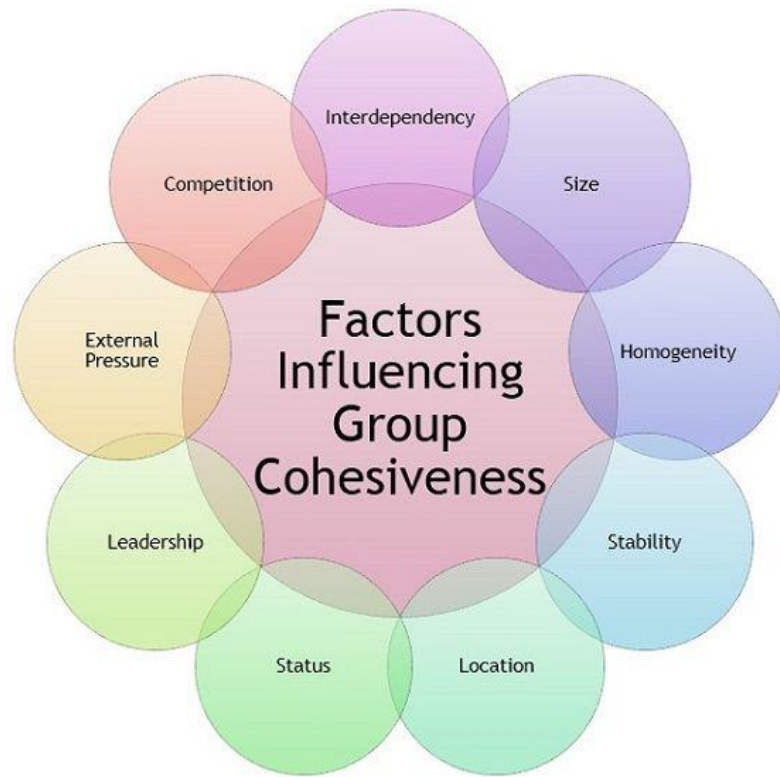 Interdependency
Size
Homogeneity
Stability
Location
Status
Leadership
External
Pressure
Competition
Factors
Influencing
Group
Cohesiveness